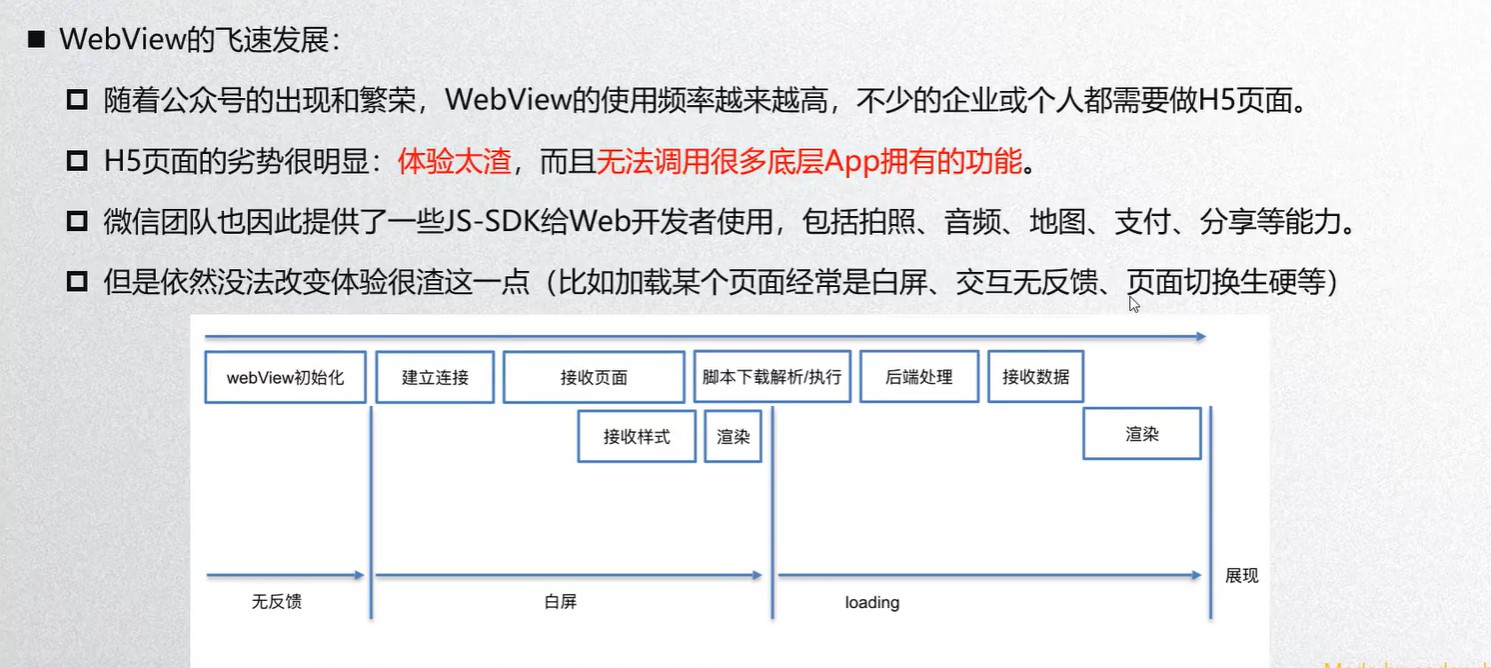 WebView的飞速发展：
随着公众号的出现和繁荣，WebView的使用频率越来越高，不少的企业或个人都需要做H5页面。
H5页面的劣势很明显：体验太渣，而且无法调用很多底层App拥有的功能。
微信团队也因此提供了一些JS-SDK给Web开发者使用，包括拍照、音频、地图、支付、分享等能力。
但是依然没法改变体验很渣这一点（比如加载某个页面经常是白屏、交互无反馈、页面切换生硬等）
webView初始化 建立连接 接收页面 脚本下载解析/执行 后端处理 接收数据
接收样式 渲染 渲染
展现
无反馈 白屏 loading